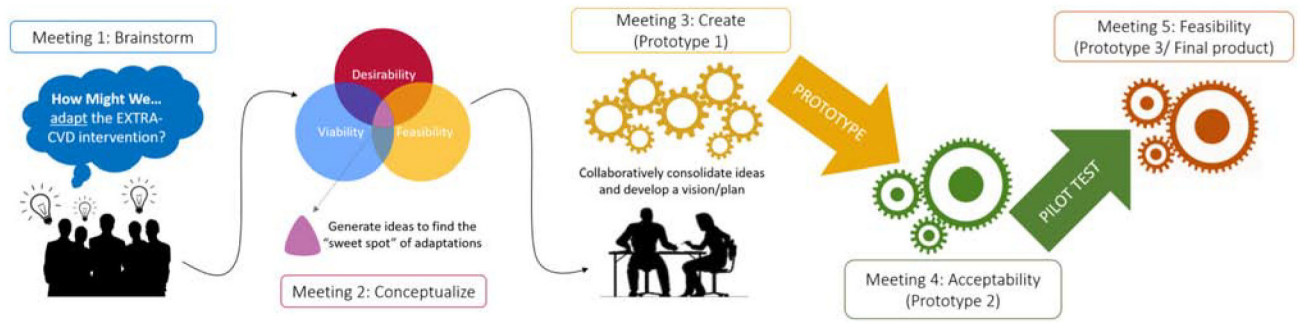 Meeting 1: Brainstorm
How Might We...
adapt the EXTRA-
CVD intervention?
Desirability
Viability
Feasibility
Generate ideas to find the
"sweet spot" of adaptations
Meeting 2: Conceptualize
Meeting 3: Create
(Prototype 1)
Collaboratively consolidate ideas
and develop a vision/plan
PROTOTYPE
Meeting 4: Acceptability
(Prototype 2)
PILOT TEST
Meeting 5: Feasibility
(Prototype 3/ Final product)